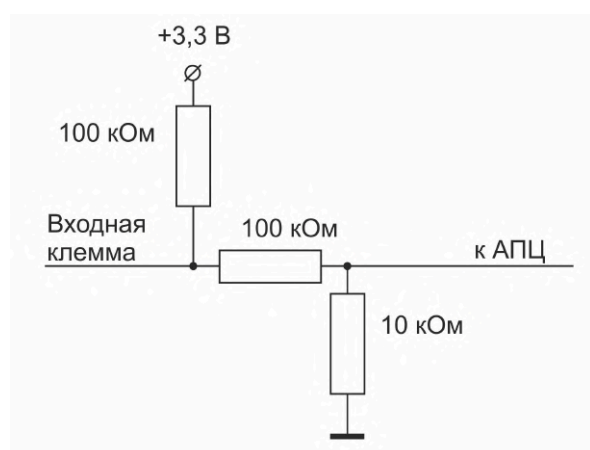 +3,3 В
100 кОм
Входная
клемма
100 кОм
к АПЦ
10 кОм